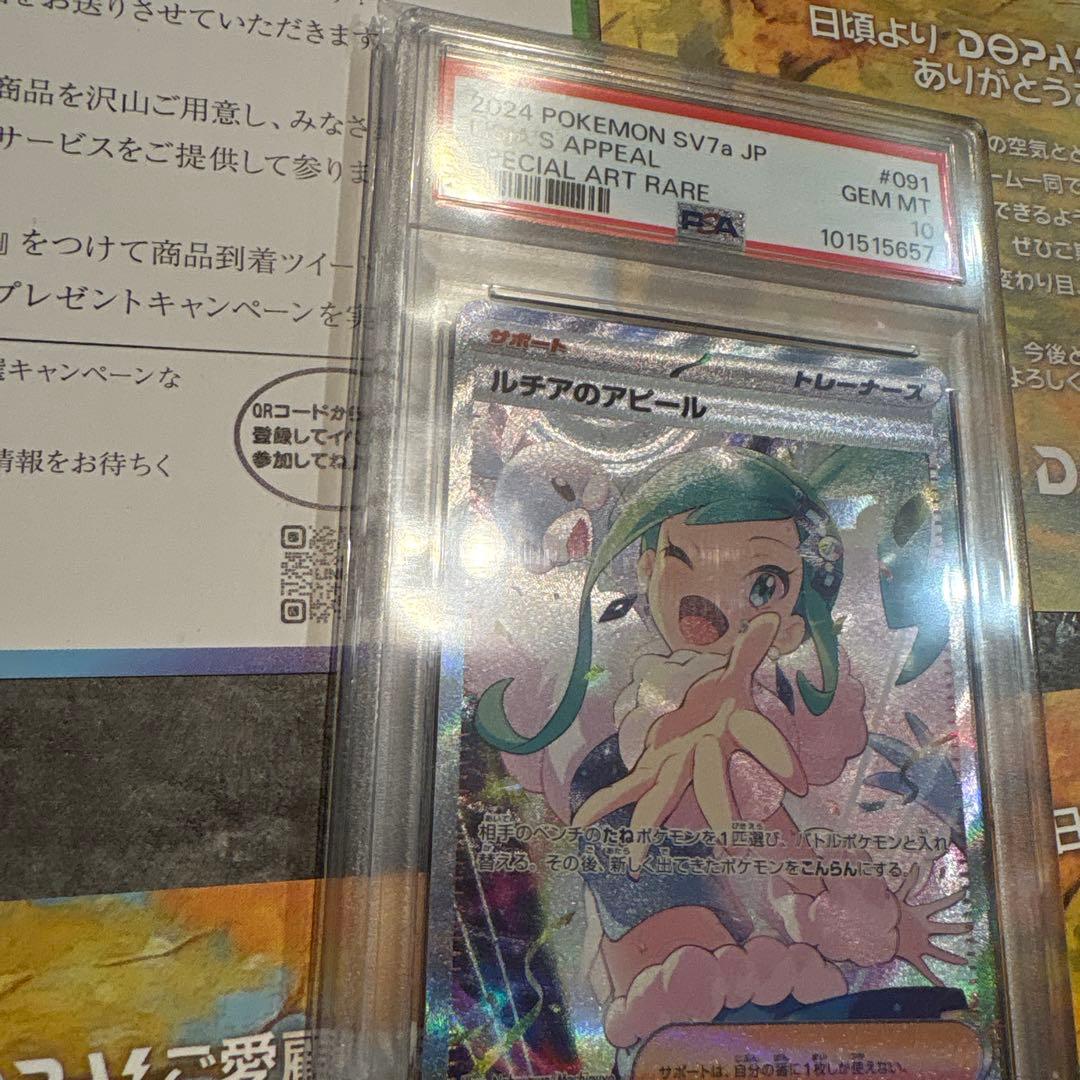 をお送りさせていただきます
商品を沢山ご用意し、みなさ
サービスをご提供して参りま
』をつけて商品到着ツイー
プレゼントキャンペーンを実
キャンペーンな
情報をお待ちく
QRコードから
登録してイベ
参加してね
日頃より DOPA
ありがとうご
の空気とと
ーム一同で
できるよう
ぜひご
変わり目
今後と
よろしく
2024 POKEMON SV7a JP
#091
'S APPEAL
GEM MT
SPECIAL ART RARE
10
PSA
101515657
サポート
トレーナーズ
ルチアのアピール
相手のベンチのたねポケモンを1匹選び、バトルポケモンと入れ
替える。その後、新しく出てきたポケモンをこんらんにする。
サポートは、自分の番に1枚しか使えない。
ご愛顧